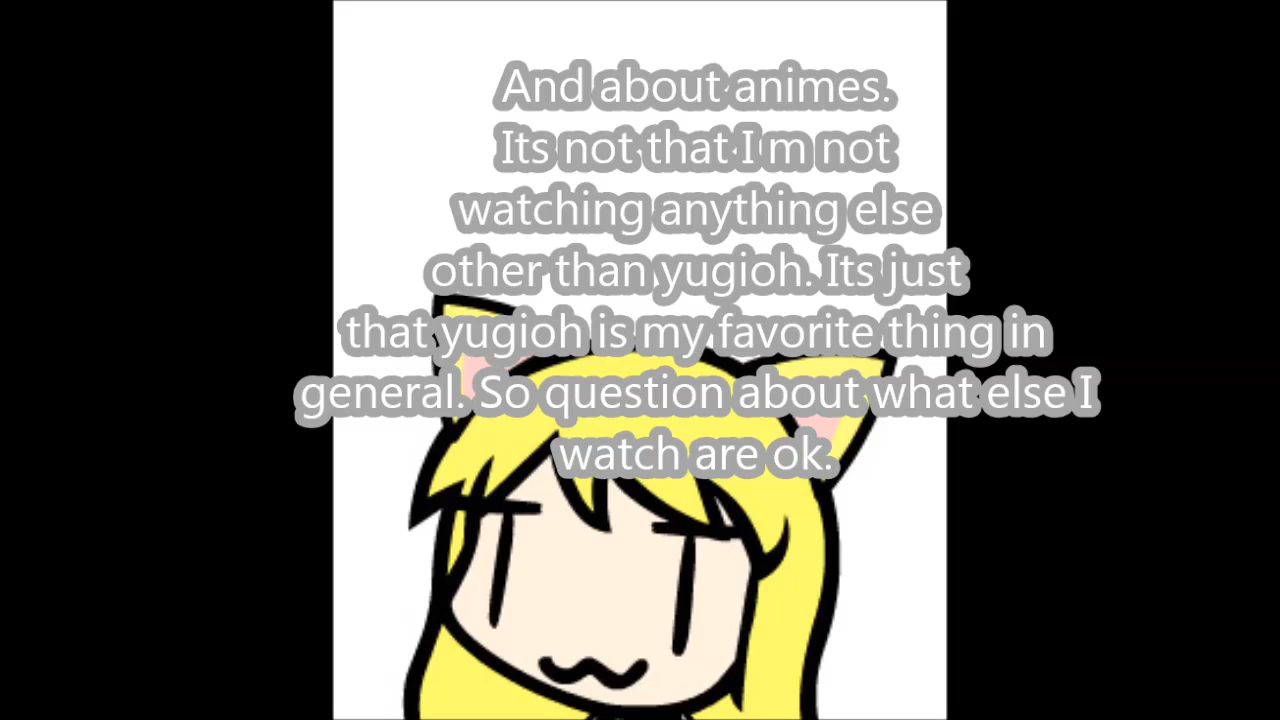 And about animes.
Its not that I m not
watching anything else
other than yugioh. Its just
that yugioh is my favorite thing in
general. So question about what else I
watch are ok.